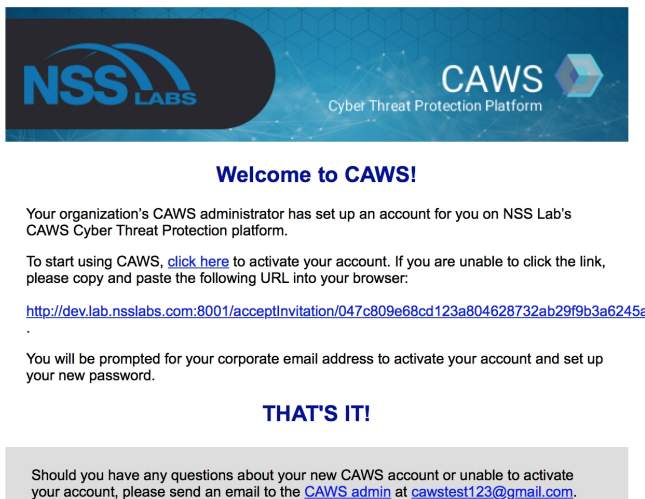 NSS LABS
CAWS
Cyber Threat Protection Platform
Welcome to CAWS!
Your organization's CAWS administrator has set up an account for you on NSS Lab's
CAWS Cyber Threat Protection platform.
To start using CAWS, click here to activate your account. If you are unable to click the link,
please copy and paste the following URL into your browser:
http://dev.lab.nsslabs.com:8001/acceptInvitation/047c809e68cd123a804628732ab29f9b3a6245a
.
You will be prompted for your corporate email address to activate your account and set up
your new password.
THAT'S IT!
Should you have any questions about your new CAWS account or unable to activate
your account, please send an email to the CAWS admin at cawstest123@gmail.com.